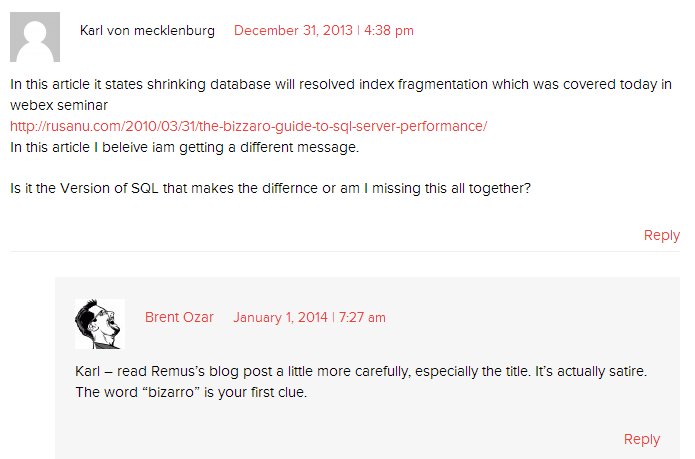 Karl von mecklenburg December 31, 2013 | 4:38 pm
In this article it states shrinking database will resolved index fragmentation which was covered today in
webex seminar
http://rusanu.com/2010/03/31/the-bizzaro-guide-to-sql-server-performance/
In this article I beleive iam getting a different message.
Is it the Version of SQL that makes the differnce or am I missing this all together?
Reply
Brent Ozar January 1, 2014 | 7:27 am
Karl – read Remus’s blog post a little more carefully, especially the title. It’s actually satire.
The word “bizarro” is your first clue.
Reply